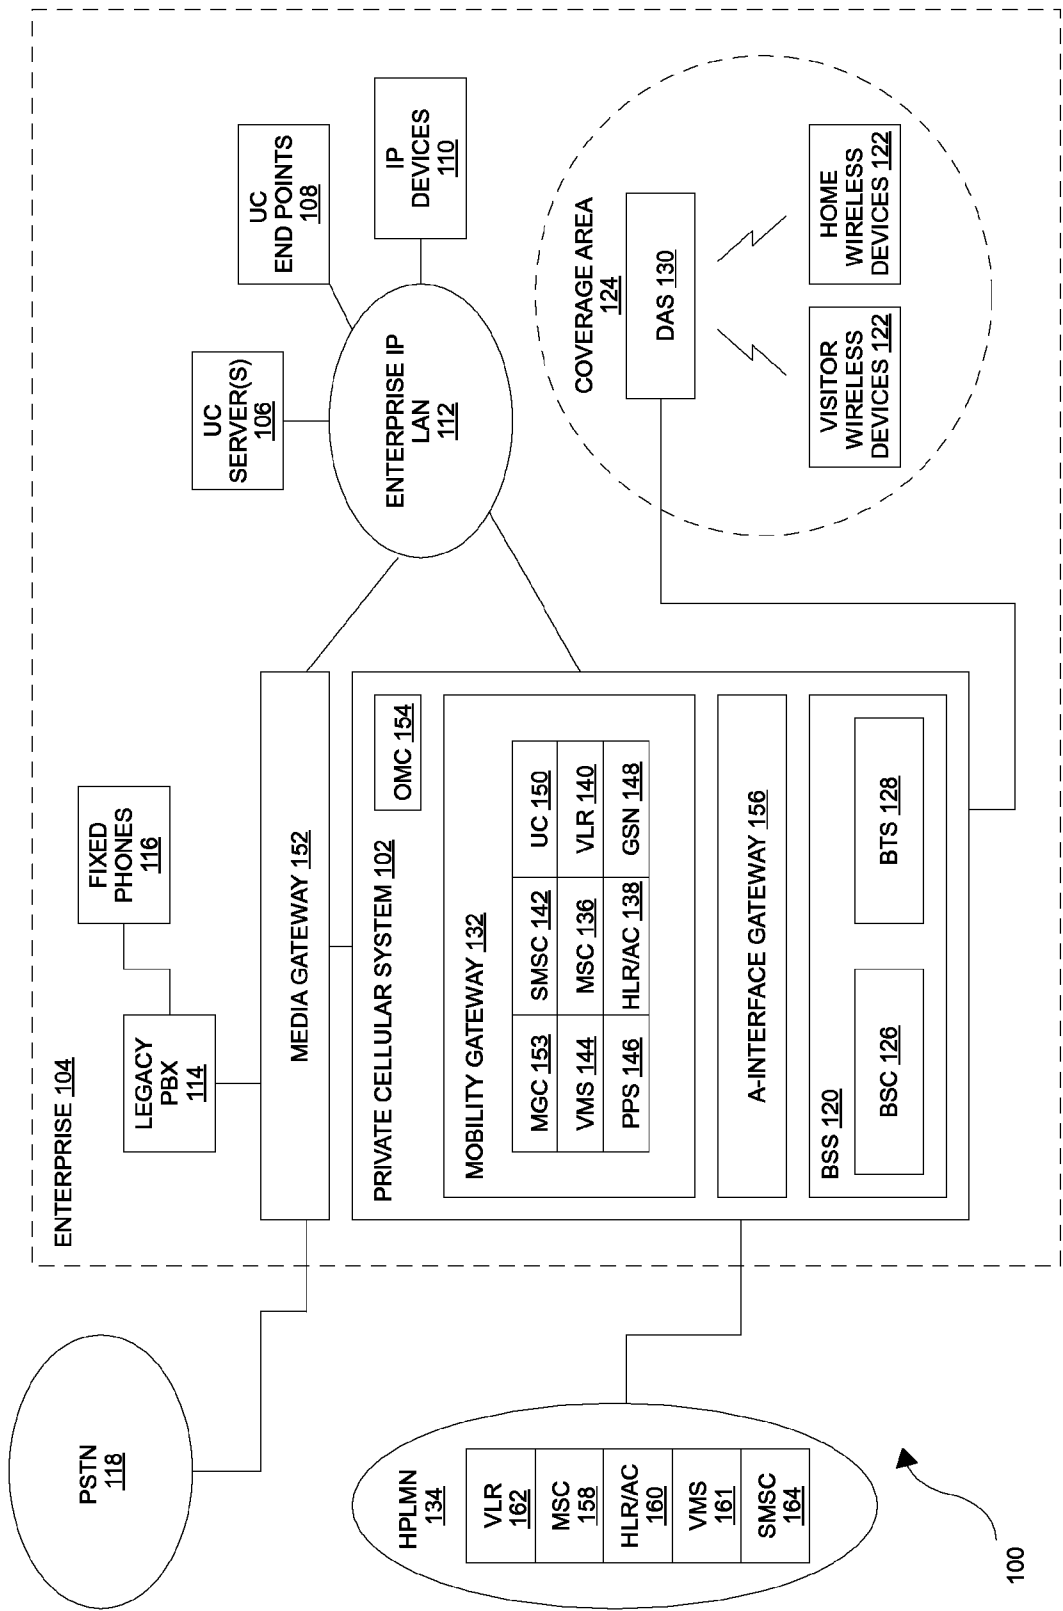 ENTERPRISE 104
FIXED
PHONES
116
LEGACY
PBX
114
PSTN
118
UC
SERVER(S)
106
UC
END POINTS
108
IP
DEVICES
110
ENTERPRISE IP
LAN
112
MEDIA GATEWAY 152
PRIVATE CELLULAR SYSTEM 102
OMC 154
MOBILITY GATEWAY 132
MGC 153
SMSC 142
UC 150
VMS 144
MSC 136
VLR 140
PPS 146
HLR/AC 138
GSN 148
A-INTERFACE GATEWAY 156
BSS 120
BSC 126
BTS 128
COVERAGE AREA
124
DAS 130
VISITOR
WIRELESS
DEVICES 122
HOME
WIRELESS
DEVICES 122
HPLMN
134
VLR
162
MSC
158
HLR/AC
160
VMS
161
SMSC
164
100